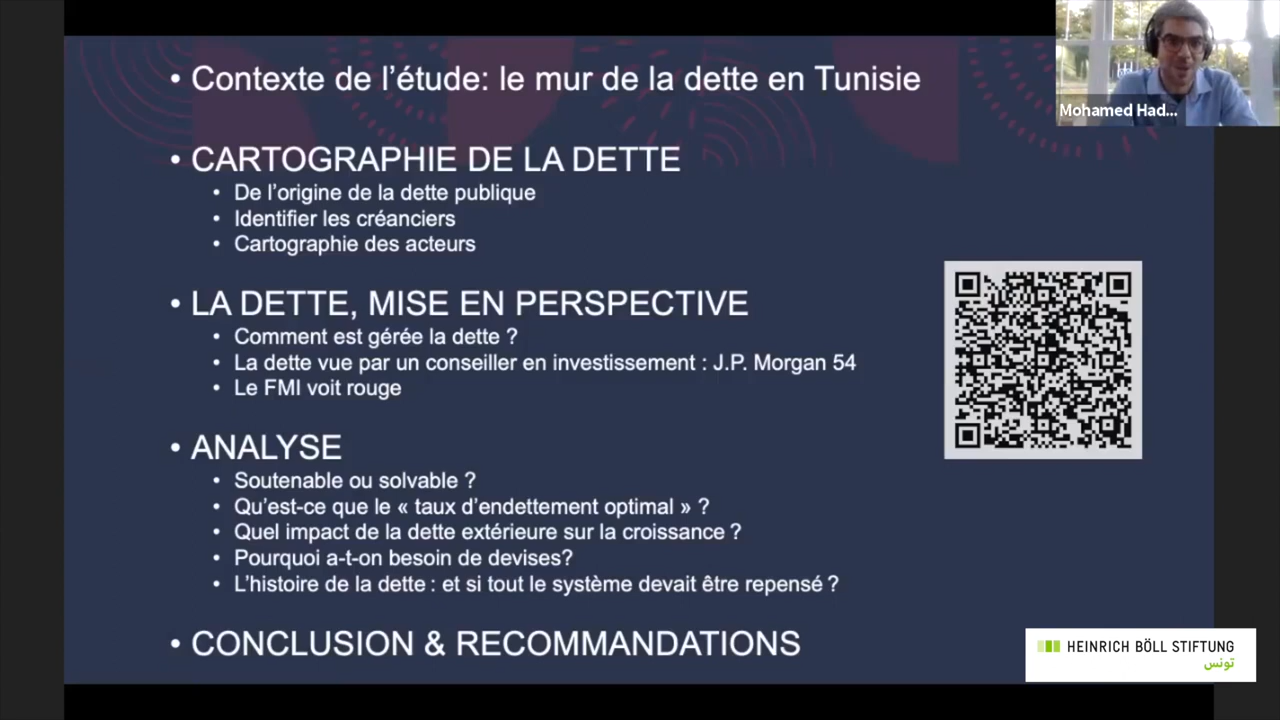 • Contexte de l’étude: le mur de la dette en Tunisie
Mohamed Had...
• CARTOGRAPHIE DE LA DETTE
• De l’origine de la dette publique
• Identifier les créanciers
• Cartographie des acteurs
• LA DETTE, MISE EN PERSPECTIVE
• Comment est gérée la dette ?
• La dette vue par un conseiller en investissement : J.P. Morgan 54
• Le FMI voit rouge
• ANALYSE
• Soutenable ou solvable ?
• Qu’est-ce que le « taux d’endettement optimal » ?
• Quel impact de la dette extérieure sur la croissance ?
• Pourquoi a-t-on besoin de devises?
• L’histoire de la dette : et si tout le système devait être repensé ?
• CONCLUSION & RECOMMANDATIONS
HEINRICH BÖLL STIFTUNG
تونس